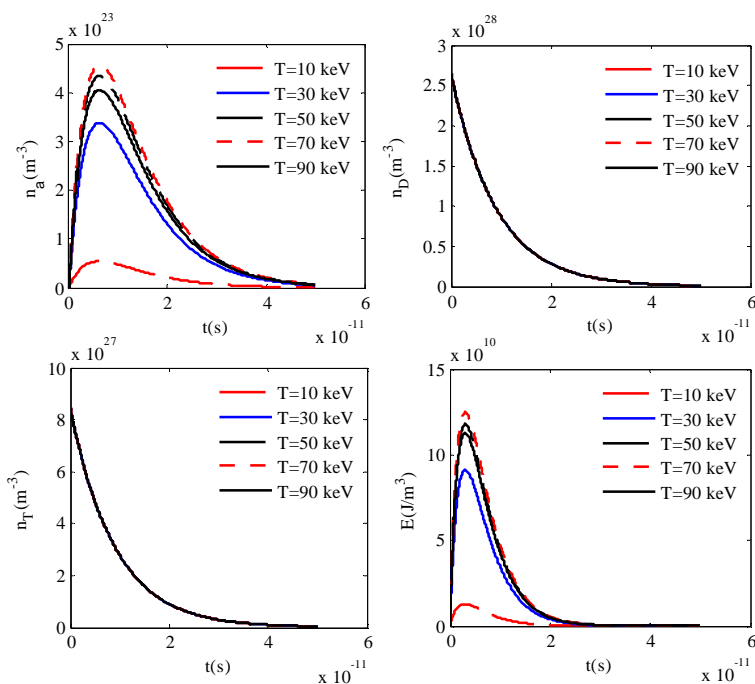 x 10^23
5
4
3
2
1
0
n_a(m^-3)
0 2 4 6
t(s)
x 10^-11
T=10 keV
T=30 keV
T=50 keV
T=70 keV
T=90 keV
x 10^28
3
2.5
2.1
1.4
0.7
0
n_D(m^-3)
0 2 4 6
t(s)
x 10^-11
T=10 keV
T=30 keV
T=50 keV
T=70 keV
T=90 keV
x 10^27
10
8
6
4
2
0
n_T(m^-3)
0 2 4 6
t(s)
x 10^-11
T=10 keV
T=30 keV
T=50 keV
T=70 keV
T=90 keV
x 10^10
15
10
5
0
E(J/m^3)
0 2 4 6
t(s)
x 10^-11
T=10 keV
T=30 keV
T=50 keV
T=70 keV
T=90 keV